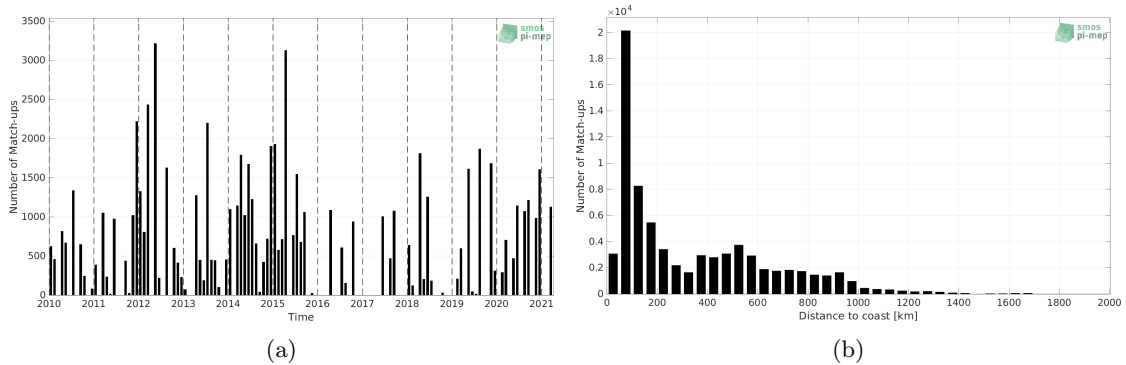 3500
3000
2500
2000
1500
1000
500
0
Number of Match-ups
2010 2011 2012 2013 2014 2015 2016 2017 2018 2019 2020 2021
Time
smos
pi-mep
(a)
×10⁴
2
1.8
1.6
1.4
1.2
1
0.8
0.6
0.4
0.2
0
Number of Match-ups
0 200 400 600 800 1000 1200 1400 1600 1800 2000
Distance to coast [km]
smos
pi-mep
(b)